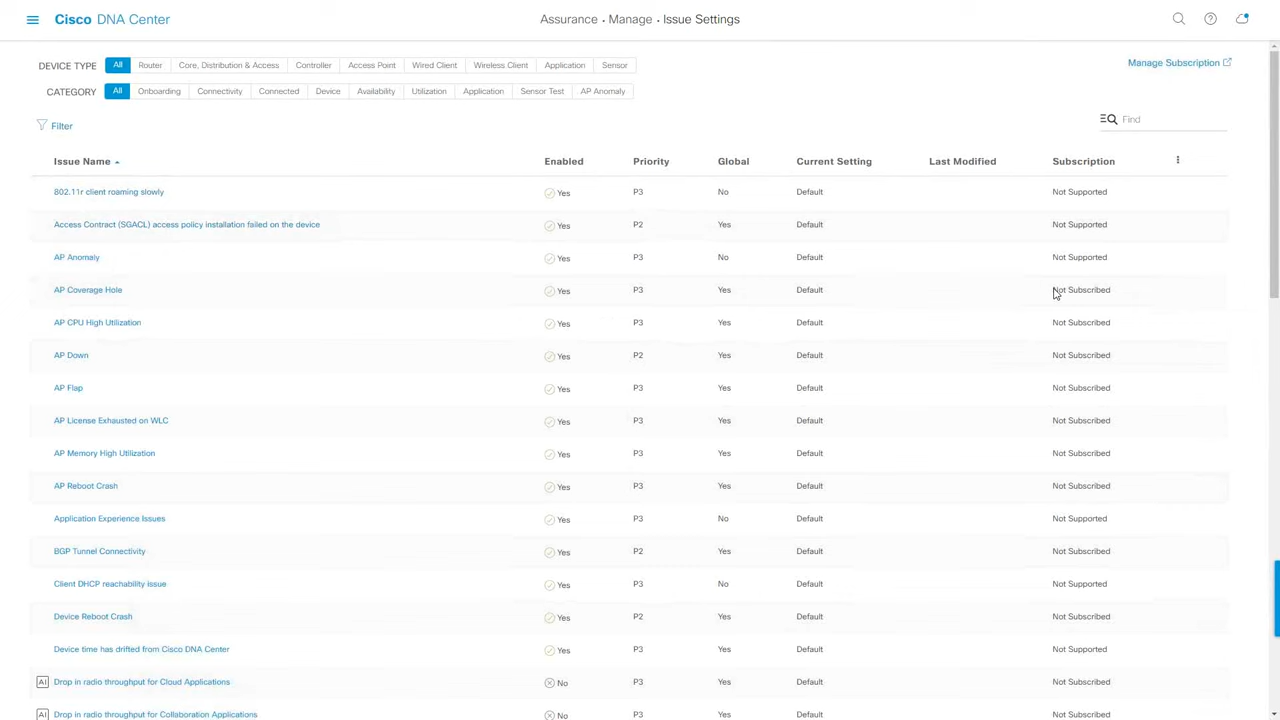 Cisco DNA Center
Assurance • Manage • Issue Settings
DEVICE TYPE All Router Core, Distribution & Access Controller Access Point Wired Client Wireless Client Application Sensor
Manage Subscription
CATEGORY All Onboarding Connectivity Connected Device Availability Utilization Application Sensor Test AP Anomaly
Filter
Find
Issue Name Enabled Priority Global Current Setting Last Modified Subscription
802.11r client roaming slowly Yes P3 No Default Not Supported
Access Contract (SGACL) access policy installation failed on the device Yes P2 Yes Default Not Supported
AP Anomaly Yes P3 No Default Not Supported
AP Coverage Hole Yes P3 Yes Default Not Subscribed
AP CPU High Utilization Yes P3 Yes Default Not Subscribed
AP Down Yes P2 Yes Default Not Subscribed
AP Flap Yes P3 Yes Default Not Subscribed
AP License Exhausted on WLC Yes P3 Yes Default Not Subscribed
AP Memory High Utilization Yes P3 Yes Default Not Subscribed
AP Reboot Crash Yes P3 Yes Default Not Subscribed
Application Experience Issues Yes P3 No Default Not Supported
BGP Tunnel Connectivity Yes P2 Yes Default Not Subscribed
Client DHCP reachability issue Yes P3 No Default Not Supported
Device Reboot Crash Yes P2 Yes Default Not Subscribed
Device time has drifted from Cisco DNA Center Yes P3 Yes Default Not Supported
AI Drop in radio throughput for Cloud Applications No P3 Yes Default Not Subscribed
AI Drop in radio throughput for Collaboration Applications No P3 Yes Default Not Subscribed